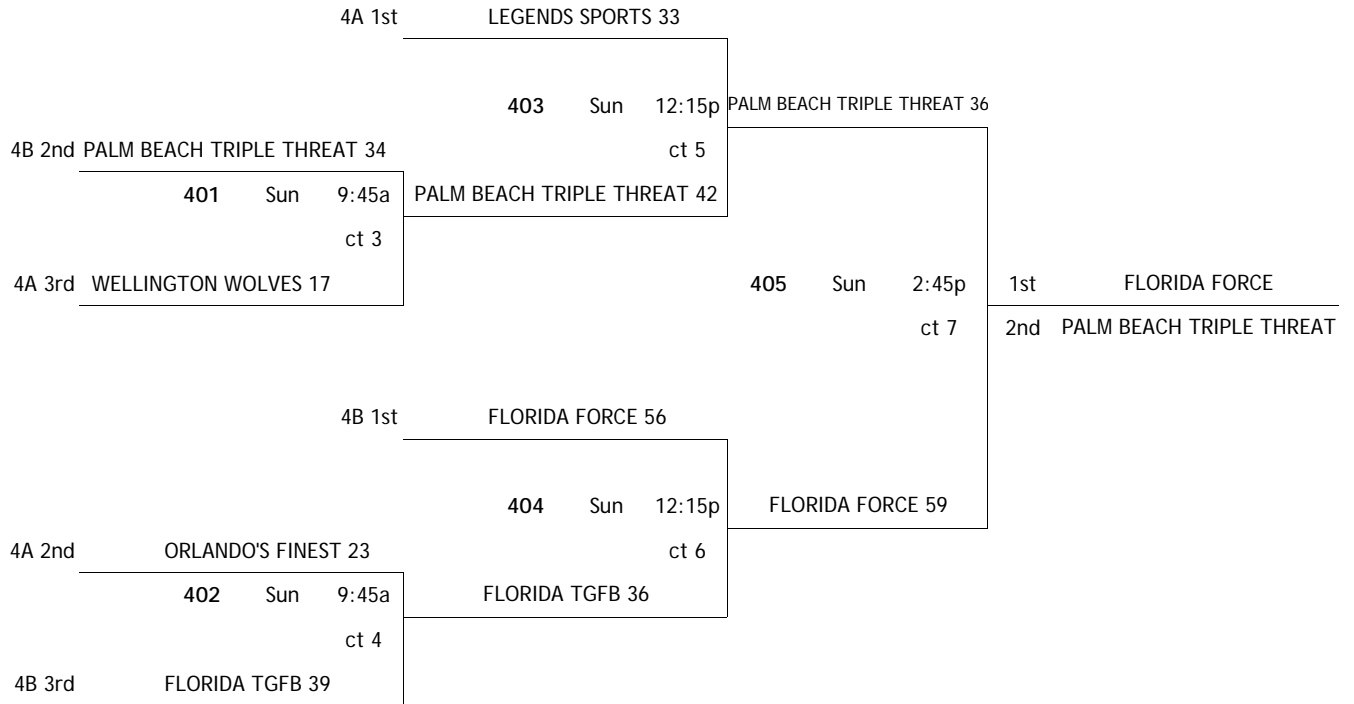 4A 1st LEGENDS SPORTS 33
403 Sun 12:15p PALM BEACH TRIPLE THREAT 36
4B 2nd PALM BEACH TRIPLE THREAT 34 ct 5
401 Sun 9:45a PALM BEACH TRIPLE THREAT 42
ct 3
4A 3rd WELLINGTON WOLVES 17 405 Sun 2:45p 1st FLORIDA FORCE
ct 7 2nd PALM BEACH TRIPLE THREAT
4B 1st FLORIDA FORCE 56
404 Sun 12:15p FLORIDA FORCE 59
4A 2nd ORLANDO'S FINEST 23 ct 6
402 Sun 9:45a FLORIDA TGFB 36
ct 4
4B 3rd FLORIDA TGFB 39